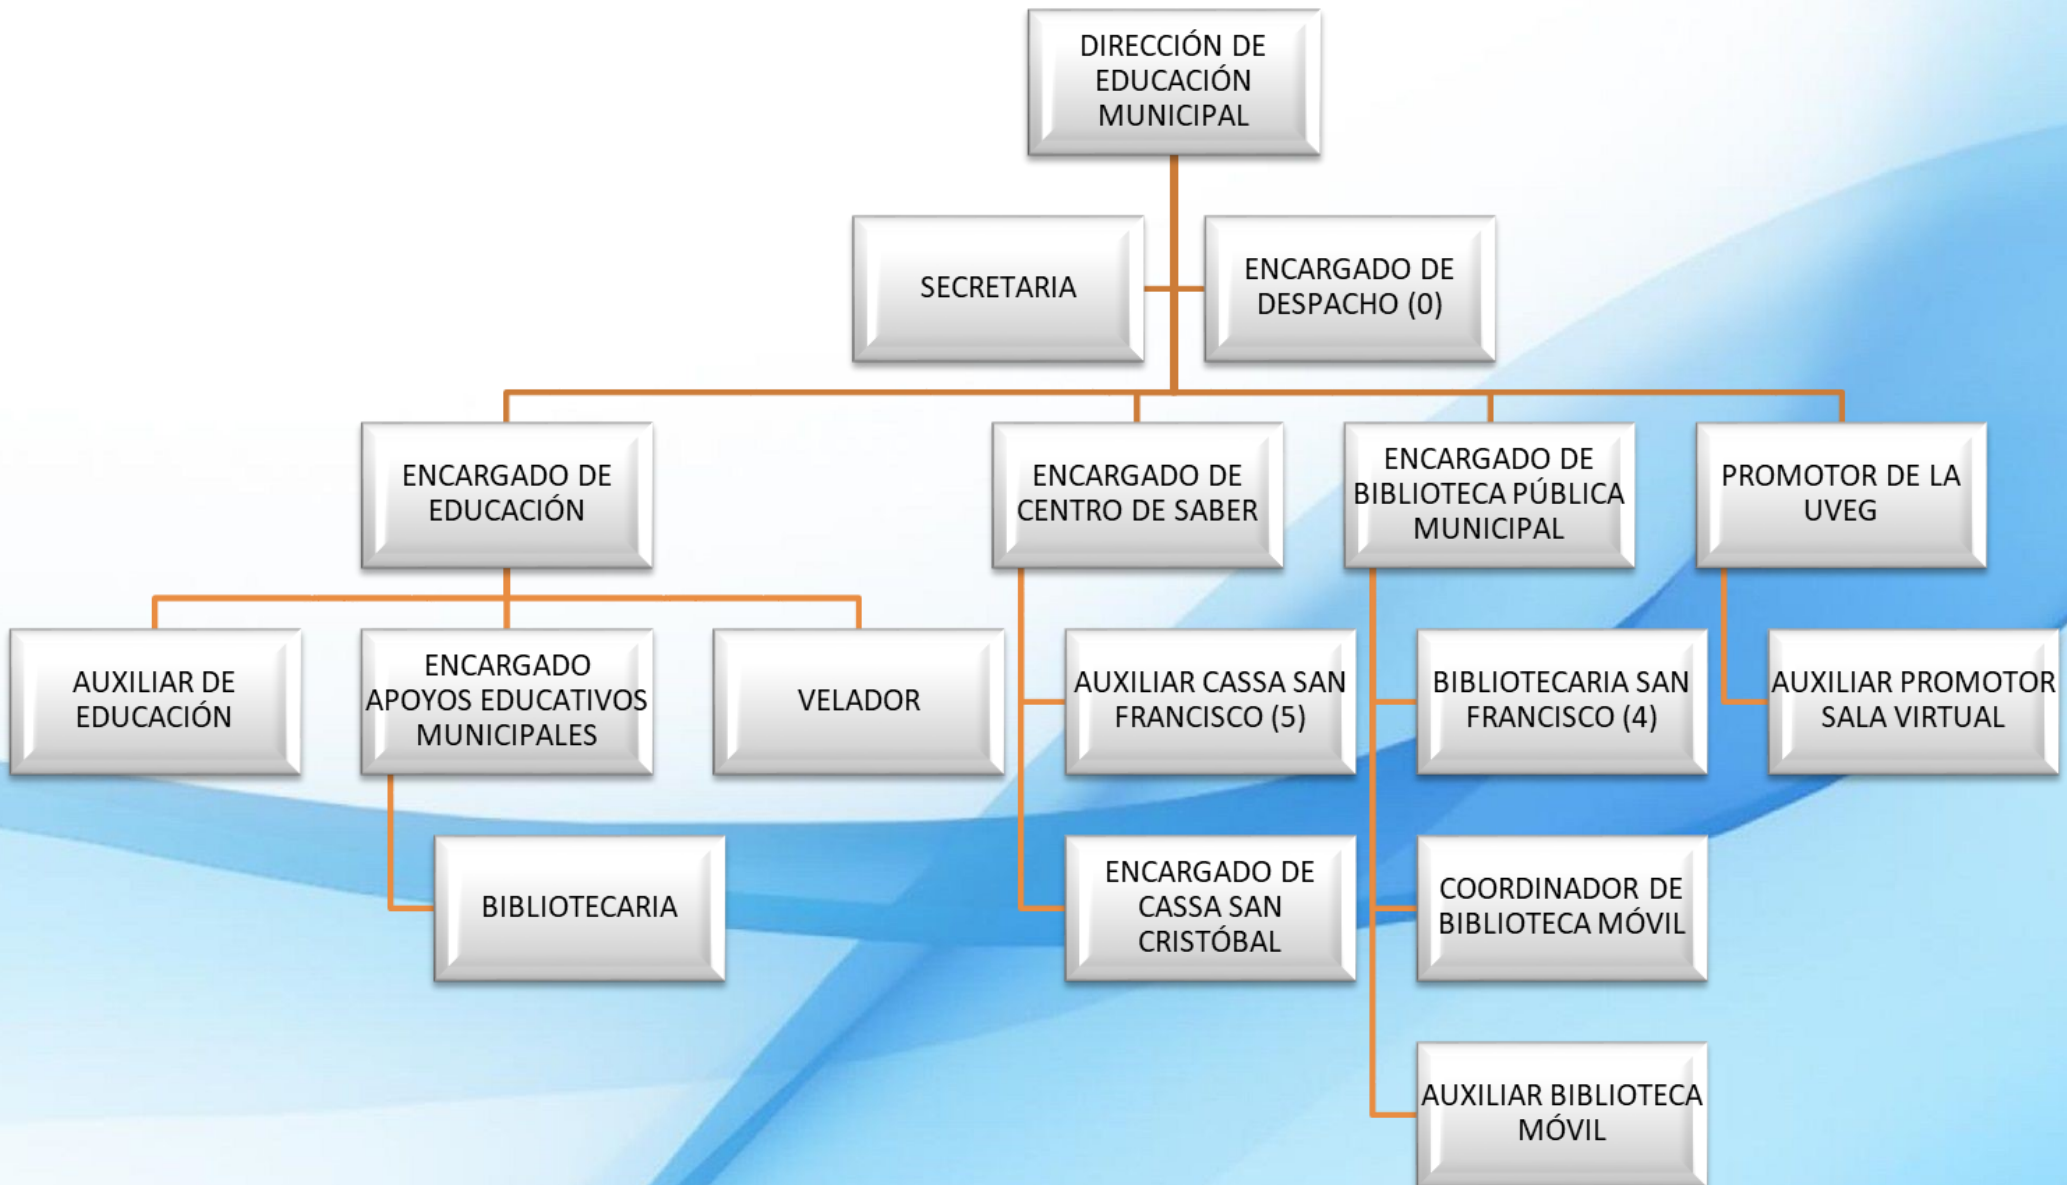 DIRECCIÓN DE
EDUCACIÓN
MUNICIPAL
SECRETARIA
ENCARGADO DE
DESPACHO (0)
ENCARGADO DE
EDUCACIÓN
ENCARGADO DE
CENTRO DE SABER
ENCARGADO DE
BIBLIOTECA PÚBLICA
MUNICIPAL
PROMOTOR DE LA
UVEG
AUXILIAR DE
EDUCACIÓN
ENCARGADO
APOYOS EDUCATIVOS
MUNICIPALES
VELADOR
AUXILIAR CASSA SAN
FRANCISCO (5)
BIBLIOTECARIA SAN
FRANCISCO (4)
AUXILIAR PROMOTOR
SALA VIRTUAL
BIBLIOTECARIA
ENCARGADO DE
CASSA SAN
CRISTÓBAL
COORDINADOR DE
BIBLIOTECA MÓVIL
AUXILIAR BIBLIOTECA
MÓVIL